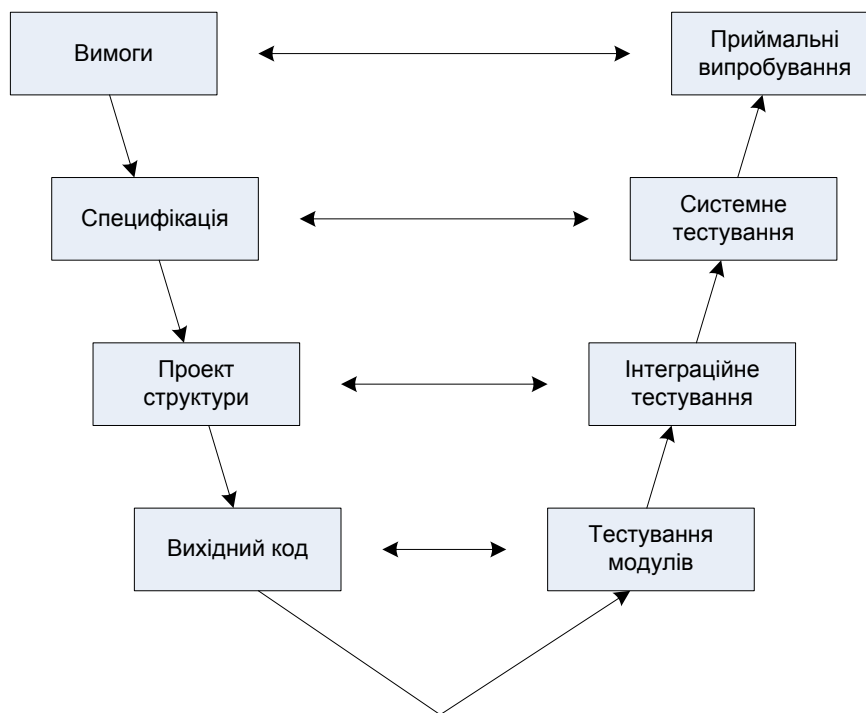 Вимоги
Приймальні
випробування
Специфікація
Системне
тестування
Проект
структури
Інтеграційне
тестування
Вихідний код
Тестування
модулів